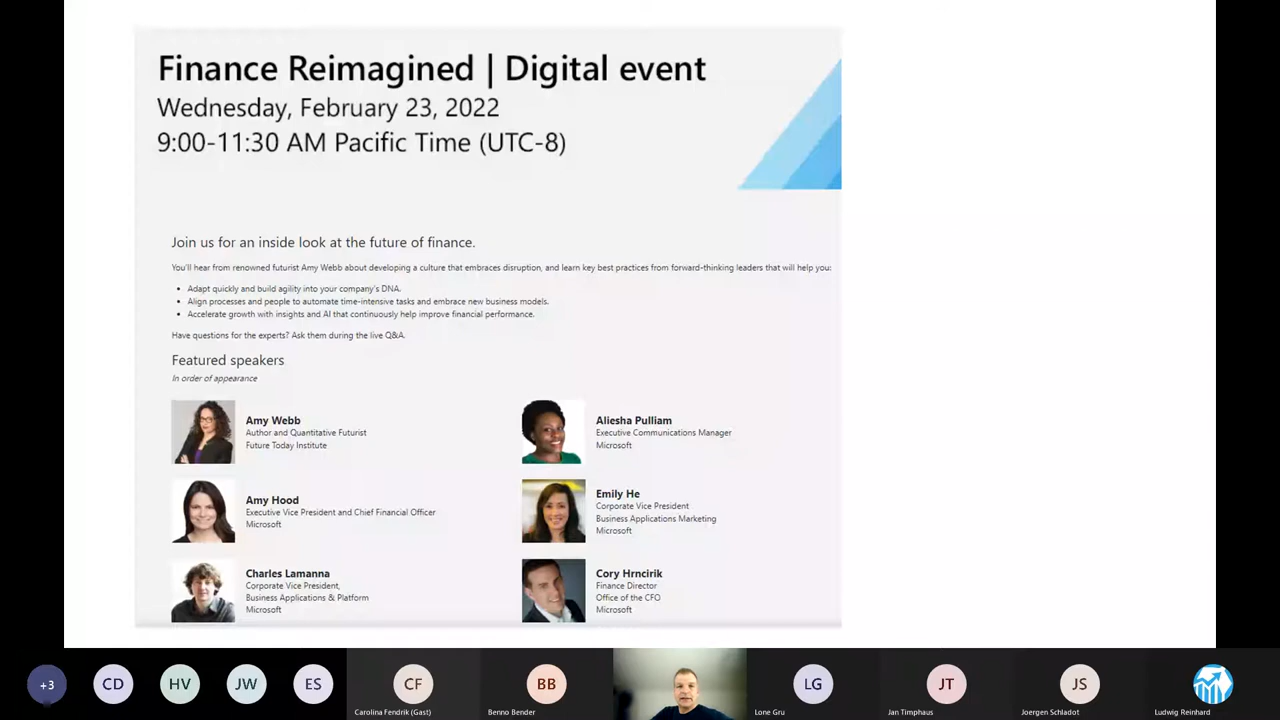 Finance Reimagined | Digital event
Wednesday, February 23, 2022
9:00-11:30 AM Pacific Time (UTC-8)
Join us for an inside look at the future of finance.
You'll hear from renowned futurist Amy Webb about developing a culture that embraces disruption, and learn key best practices from forward-thinking leaders that will help you:
• Adapt quickly and build agility into your company's DNA.
• Align processes and people to automate time-intensive tasks and embrace new business models.
• Accelerate growth with insights and AI that continuously help improve financial performance.
Have questions for the experts? Ask them during the live Q&A.
Featured speakers
In order of appearance
Amy Webb
Author and Quantitative Futurist
Future Today Institute
Aliesha Pulliam
Executive Communications Manager
Microsoft
Amy Hood
Executive Vice President and Chief Financial Officer
Microsoft
Emily He
Corporate Vice President
Business Applications Marketing
Microsoft
Charles Lamanna
Corporate Vice President,
Business Applications & Platform
Microsoft
Cory Hrncirik
Finance Director
Office of the CFO
Microsoft
+3
CD
HV
JW
ES
CF
Carolina Fendrik (Gast)
BB
Benno Bender
LG
Lone Gru
JT
Jan Timphaus
JS
Joergen Schladot
Ludwig Reinhard